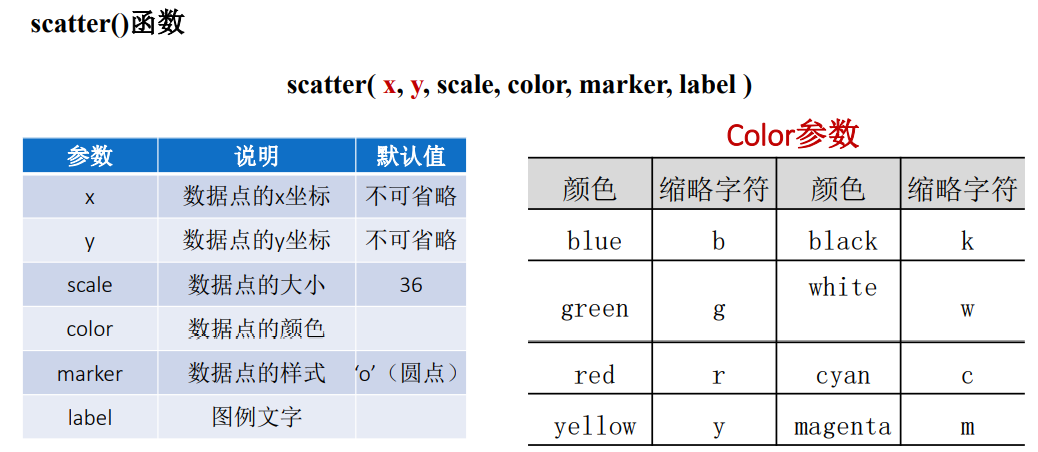 scatter()函数
scatter( x, y, scale, color, marker, label )
参数 说明 默认值
x 数据点的x坐标 不可省略
y 数据点的y坐标 不可省略
scale 数据点的大小 36
color 数据点的颜色
marker 数据点的样式 ‘o’（圆点）
label 图例文字
Color参数
颜色 缩略字符 颜色 缩略字符
blue b black k
green g white w
red r cyan c
yellow y magenta m